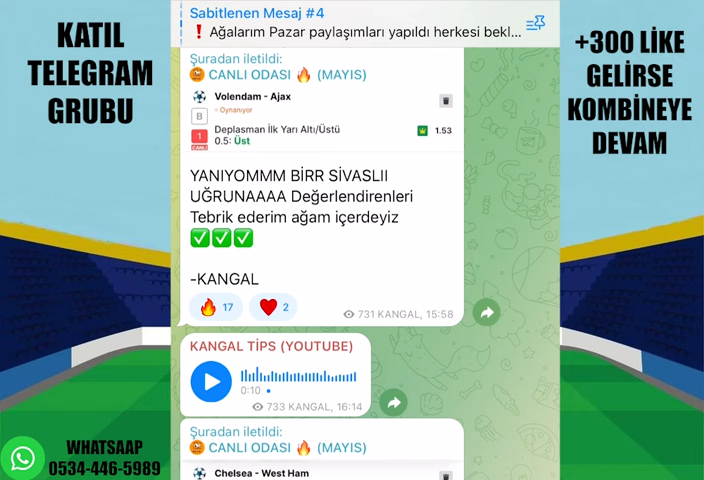 KATIL
TELEGRAM
GRUBU
Sabitlenen Mesaj #4
❗ Ağalarım Pazar paylaşımları yapıldı herkesi bekl...
+300 LİKE
GELİRSE
KOMBİNEYE
DEVAM
Şuradan iletildi:
CANLI ODASI 🔥 (MAYIS)
Volendam - Ajax
- Oynanıyor
B
1
CANLI
Deplasman İlk Yarı Altı/Üstü
0.5: Üst
1.53
YANIYOMMM BİRR SİVASLII
UĞRUNAAAA Değerlendirenleri
Tebrik ederim ağam içerdeyiz
✅✅✅
-KANGAL
🔥 17
❤️ 2
731 KANGAL, 15:58
KANGAL TİPS (YOUTUBE)
0:10
733 KANGAL, 16:14
Şuradan iletildi:
CANLI ODASI 🔥 (MAYIS)
Chelsea - West Ham
WHATSAAP
0534-446-5989